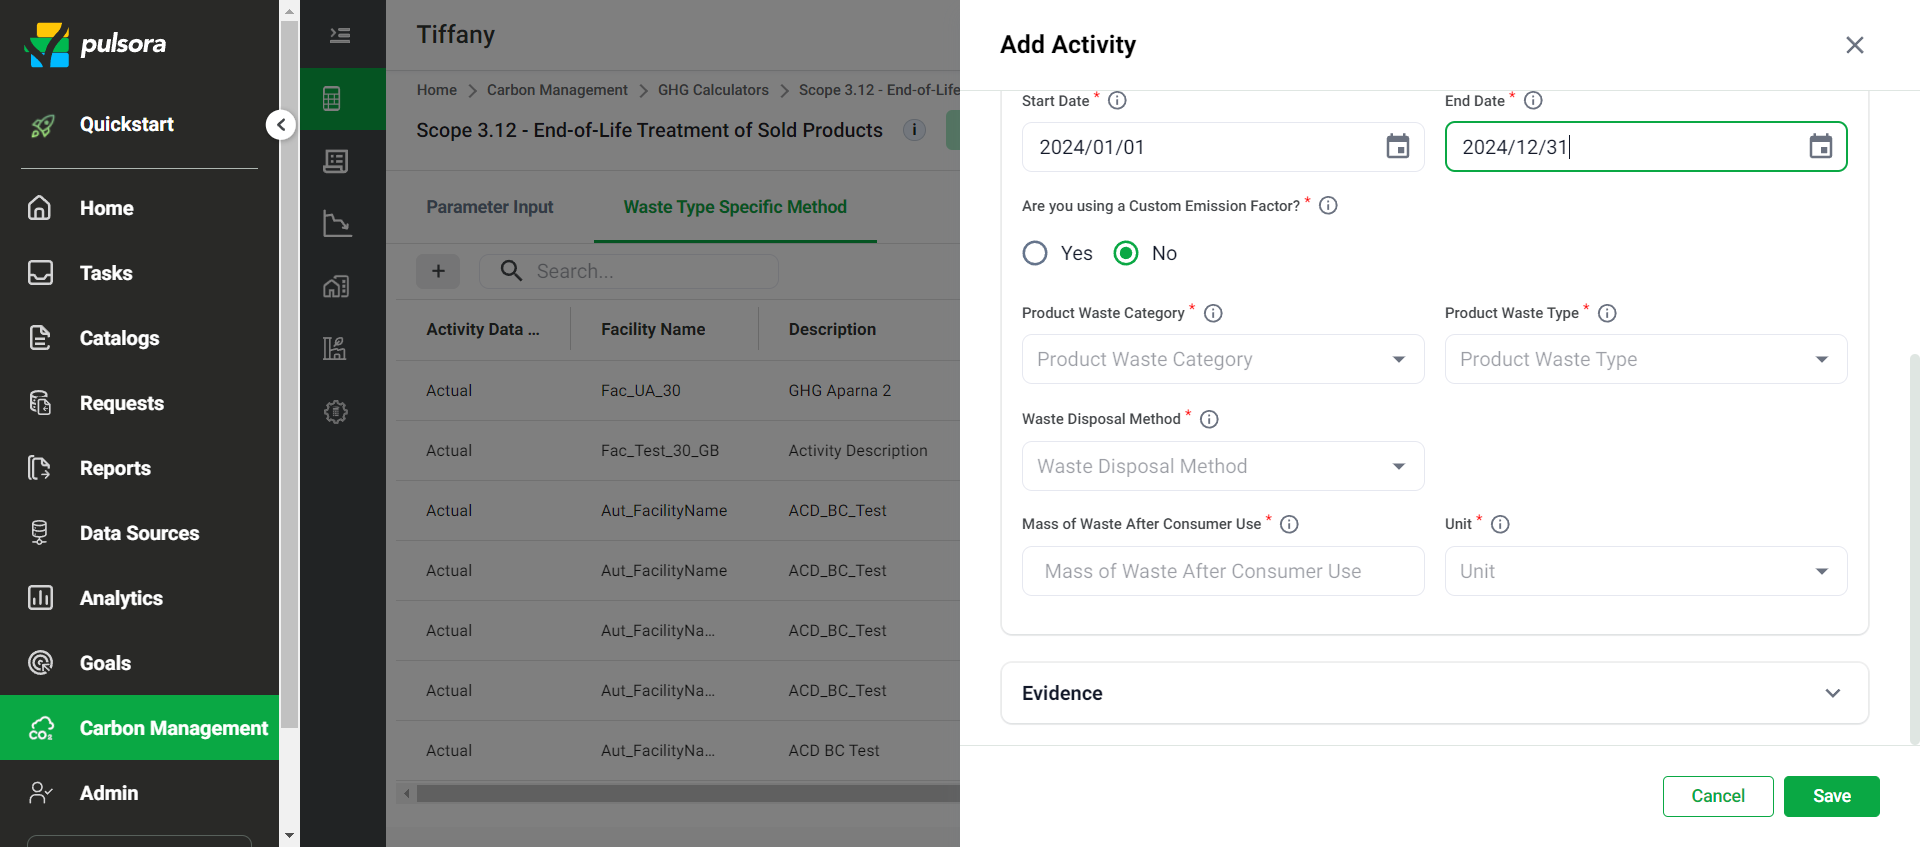 pulsora
Quickstart
Home
Tasks
Catalogs
Requests
Reports
Data Sources
Analytics
Goals
CO₂
Carbon Management
Admin
Tiffany
Home > Carbon Management > GHG Calculators > Scope 3.12 - End-of-Life
Scope 3.12 - End-of-Life Treatment of Sold Products i
Parameter Input Waste Type Specific Method
+ Search...
Activity Data ... Facility Name Description
Actual Fac_UA_30 GHG Aparna 2
Actual Fac_Test_30_GB Activity Description
Actual Aut_FacilityName ACD_BC_Test
Actual Aut_FacilityName ACD_BC_Test
Actual Aut_FacilityNa... ACD_BC_Test
Actual Aut_FacilityNa... ACD_BC_Test
Actual Aut_FacilityNa... ACD BC Test
Add Activity
Start Date * End Date *
2024/01/01 2024/12/31
Are you using a Custom Emission Factor? *
Yes No
Product Waste Category * Product Waste Type *
Product Waste Category Product Waste Type
Waste Disposal Method *
Waste Disposal Method
Mass of Waste After Consumer Use * Unit *
Mass of Waste After Consumer Use Unit
Evidence
Cancel Save